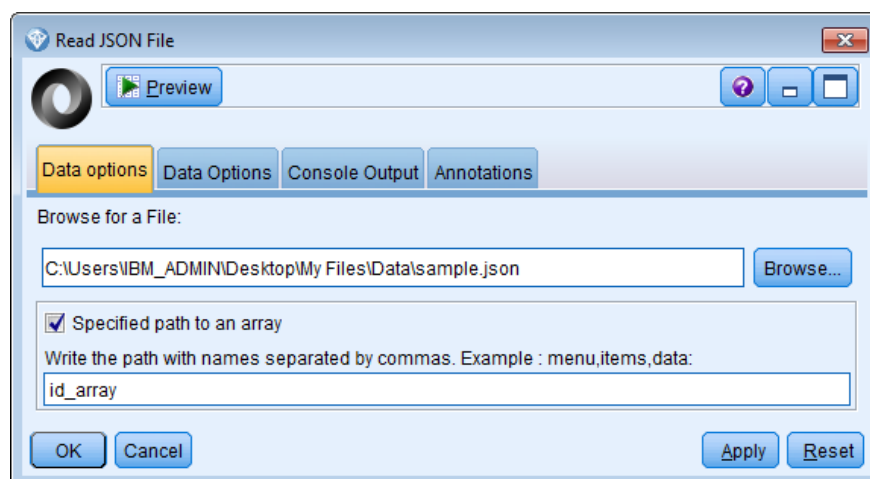 Read JSON File
Preview
Data options Data Options Console Output Annotations
Browse for a File:
C:\Users\IBM_ADMIN\Desktop\My Files\Data\sample.json Browse...
Specified path to an array
Write the path with names separated by commas. Example : menu,items,data:
id_array
OK Cancel Apply Reset